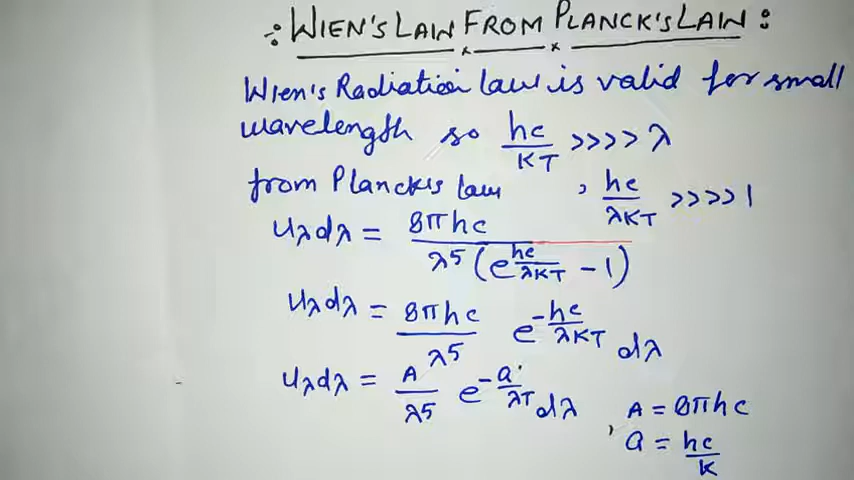 ∴ WIEN'S LAW FROM PLANCK'S LAW :
Wien's Radiation law is valid for small
wavelength so hc/KT >>>> λ
from Planck's law , hc/λKT >>>> 1
uλdλ = 8πhc / λ5 (e^hc/λKT - 1)
uλdλ = 8πhc/λ5 e^-hc/λKT dλ
uλdλ = A/λ5 e^-a/λT dλ
A = 8πhc
, a = hc/K